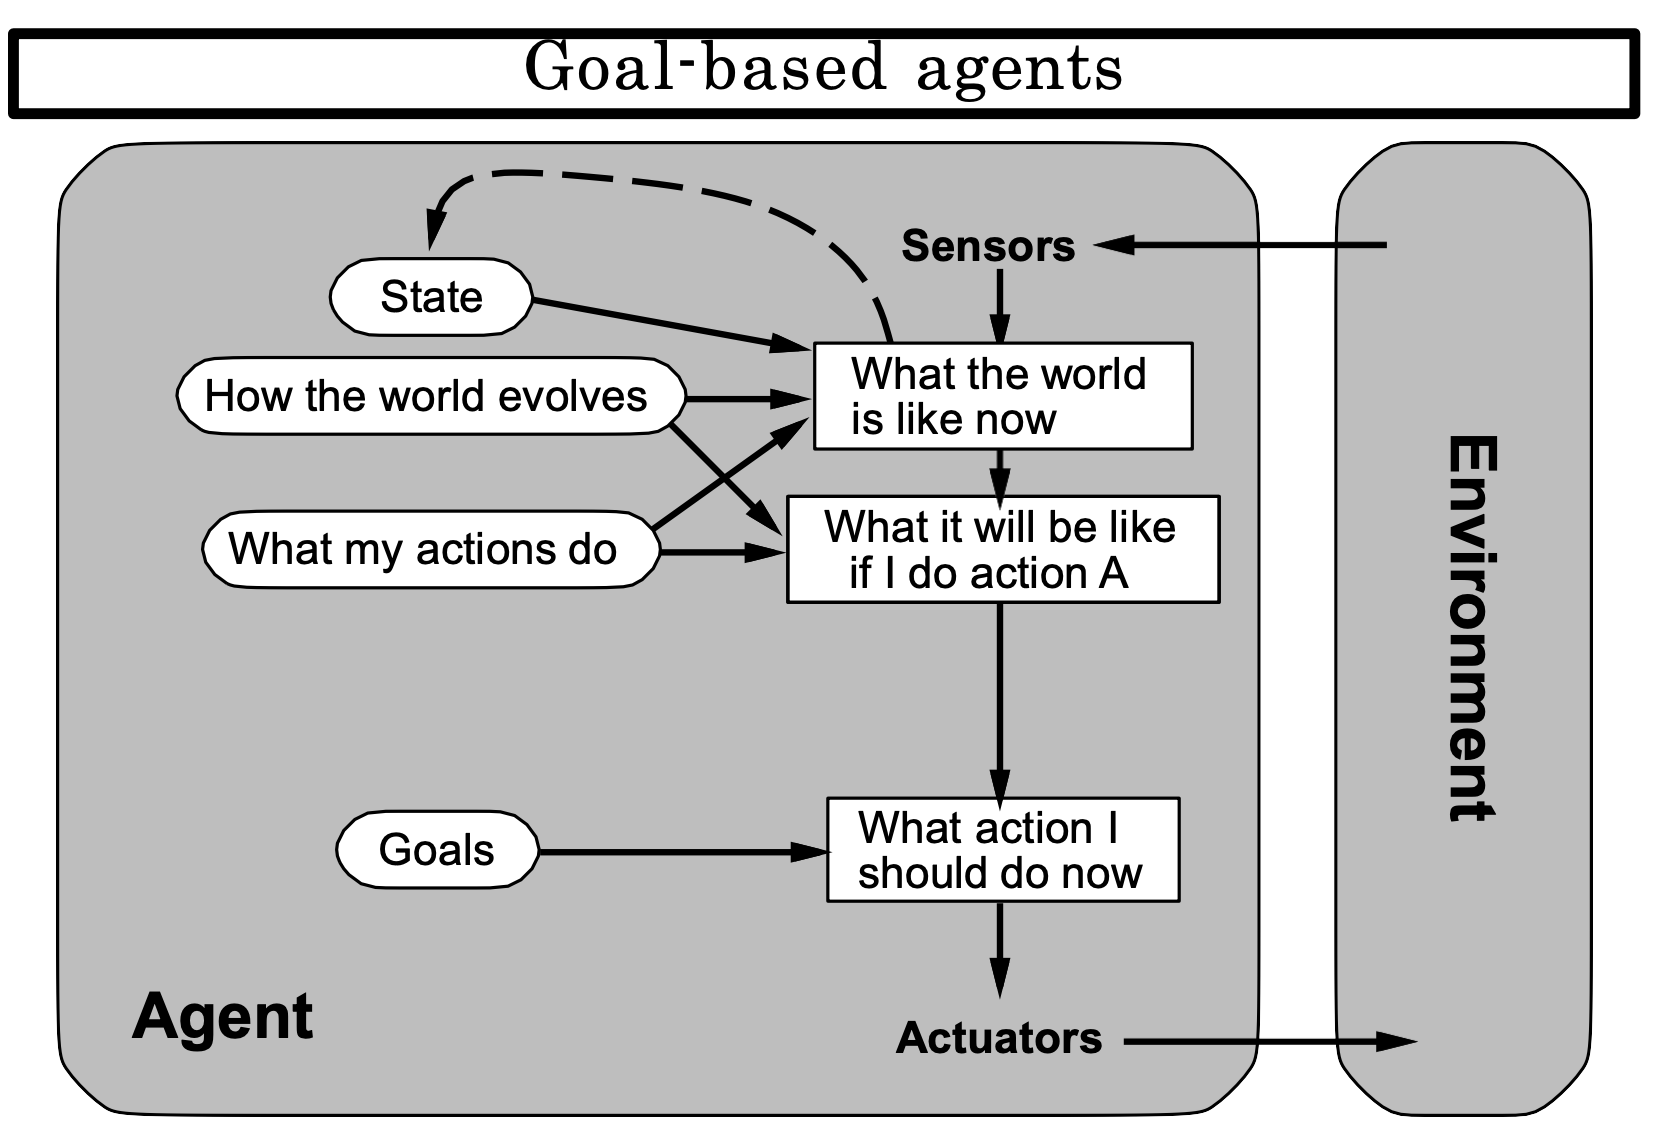 Goal-based agents
Sensors
State
What the world
is like now
How the world evolves
What it will be like
if I do action A
What my actions do
Environment
Goals
What action I
should do now
Agent
Actuators